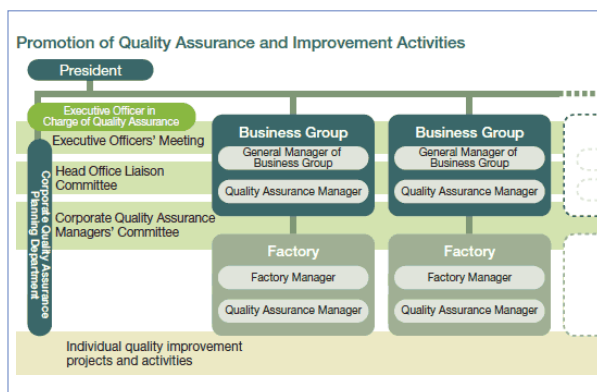 Promotion of Quality Assurance and Improvement Activities
President
Executive Officer in
Charge of Quality Assurance
Executive Officers' Meeting
Head Office Liaison
Committee
Corporate Quality Assurance
Managers' Committee
Corporate Quality Assurance
Planning Department
Business Group
General Manager of
Business Group
Quality Assurance Manager
Factory
Factory Manager
Quality Assurance Manager
Business Group
General Manager of
Business Group
Quality Assurance Manager
Factory
Factory Manager
Quality Assurance Manager
Individual quality improvement
projects and activities